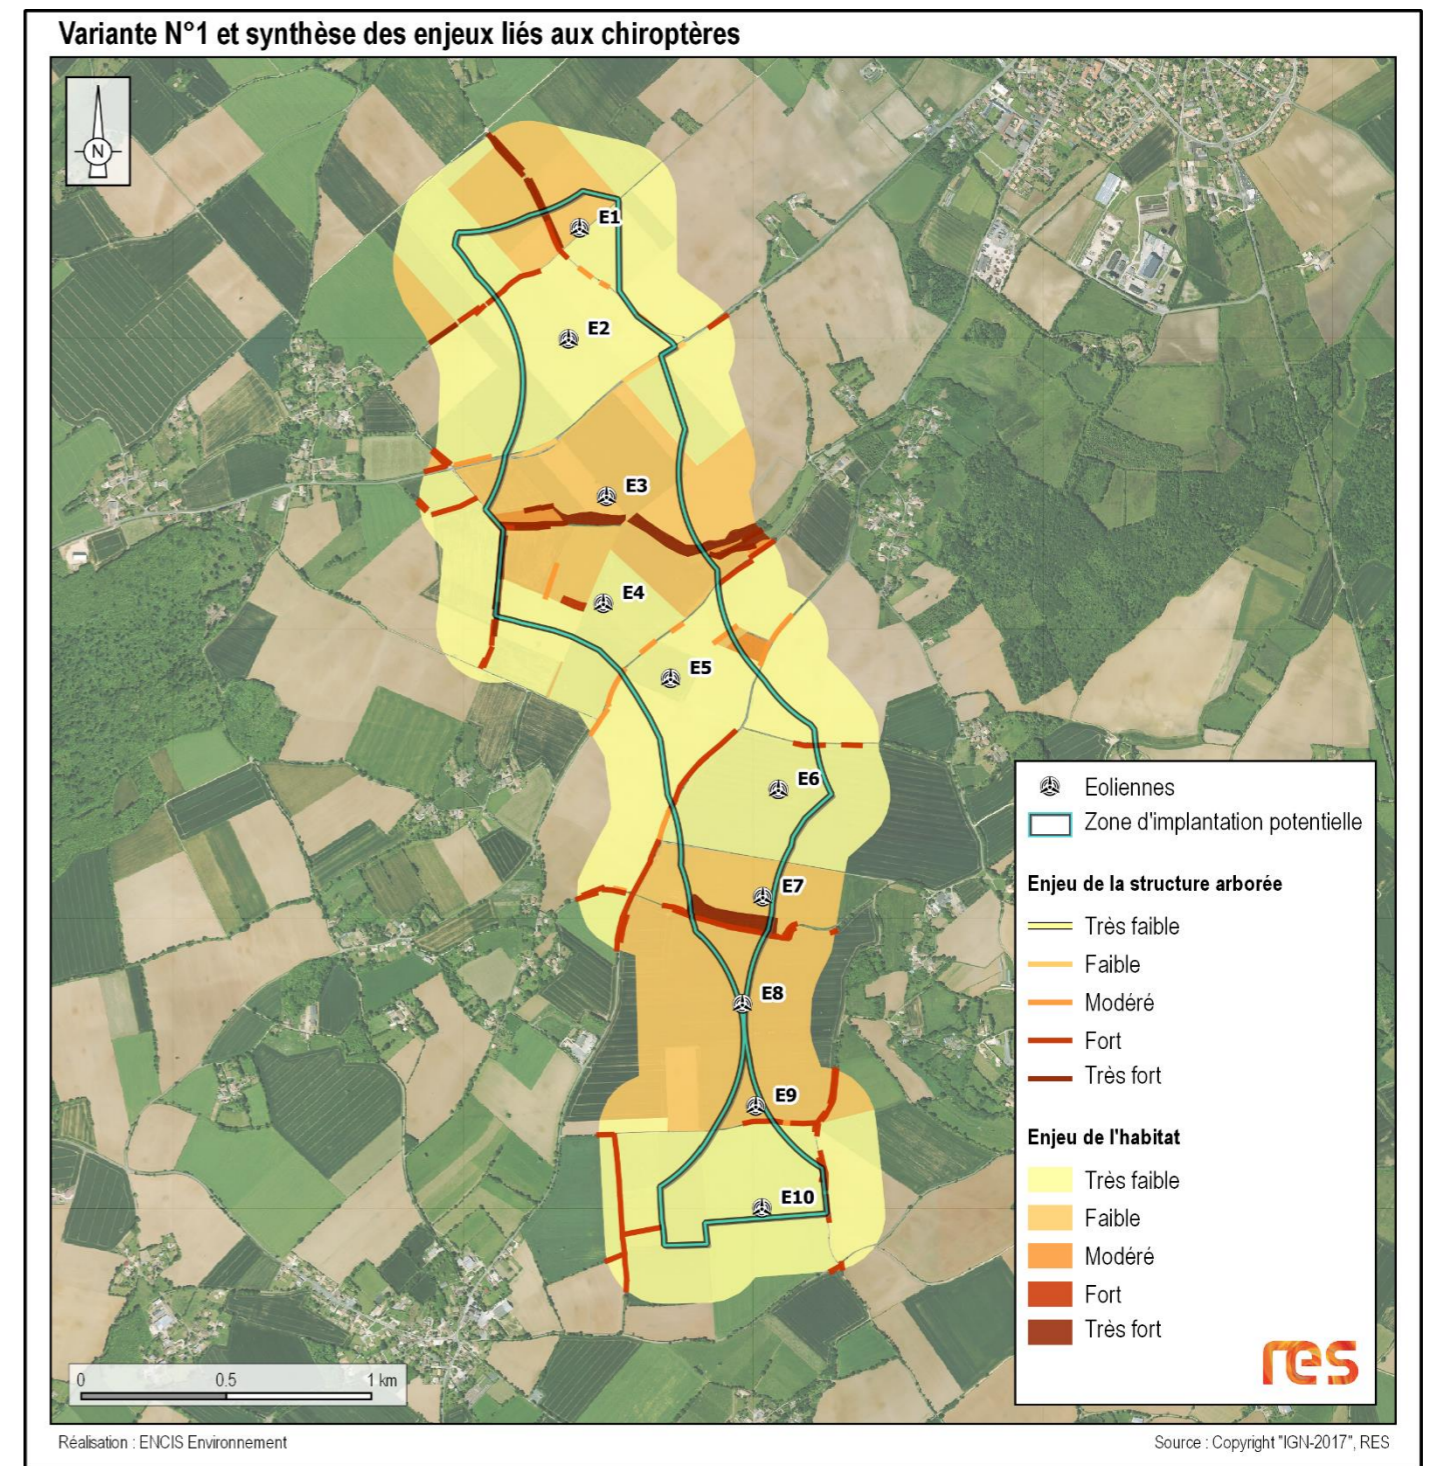 Variante N°1 et synthèse des enjeux liés aux chiroptères
N
E1
E2
E3
E4
E5
E6
E7
E8
E9
E10
Eoliennes
Zone d'implantation potentielle
Enjeu de la structure arborée
Très faible
Faible
Modéré
Fort
Très fort
Enjeu de l'habitat
Très faible
Faible
Modéré
Fort
Très fort
res
0 0.5 1 km
Réalisation : ENCIS Environnement
Source : Copyright "IGN-2017", RES